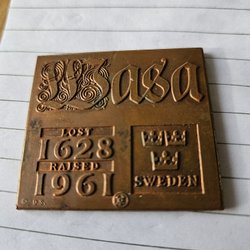 Wasa
LOST
1628
RAISED
1961
SWEDEN